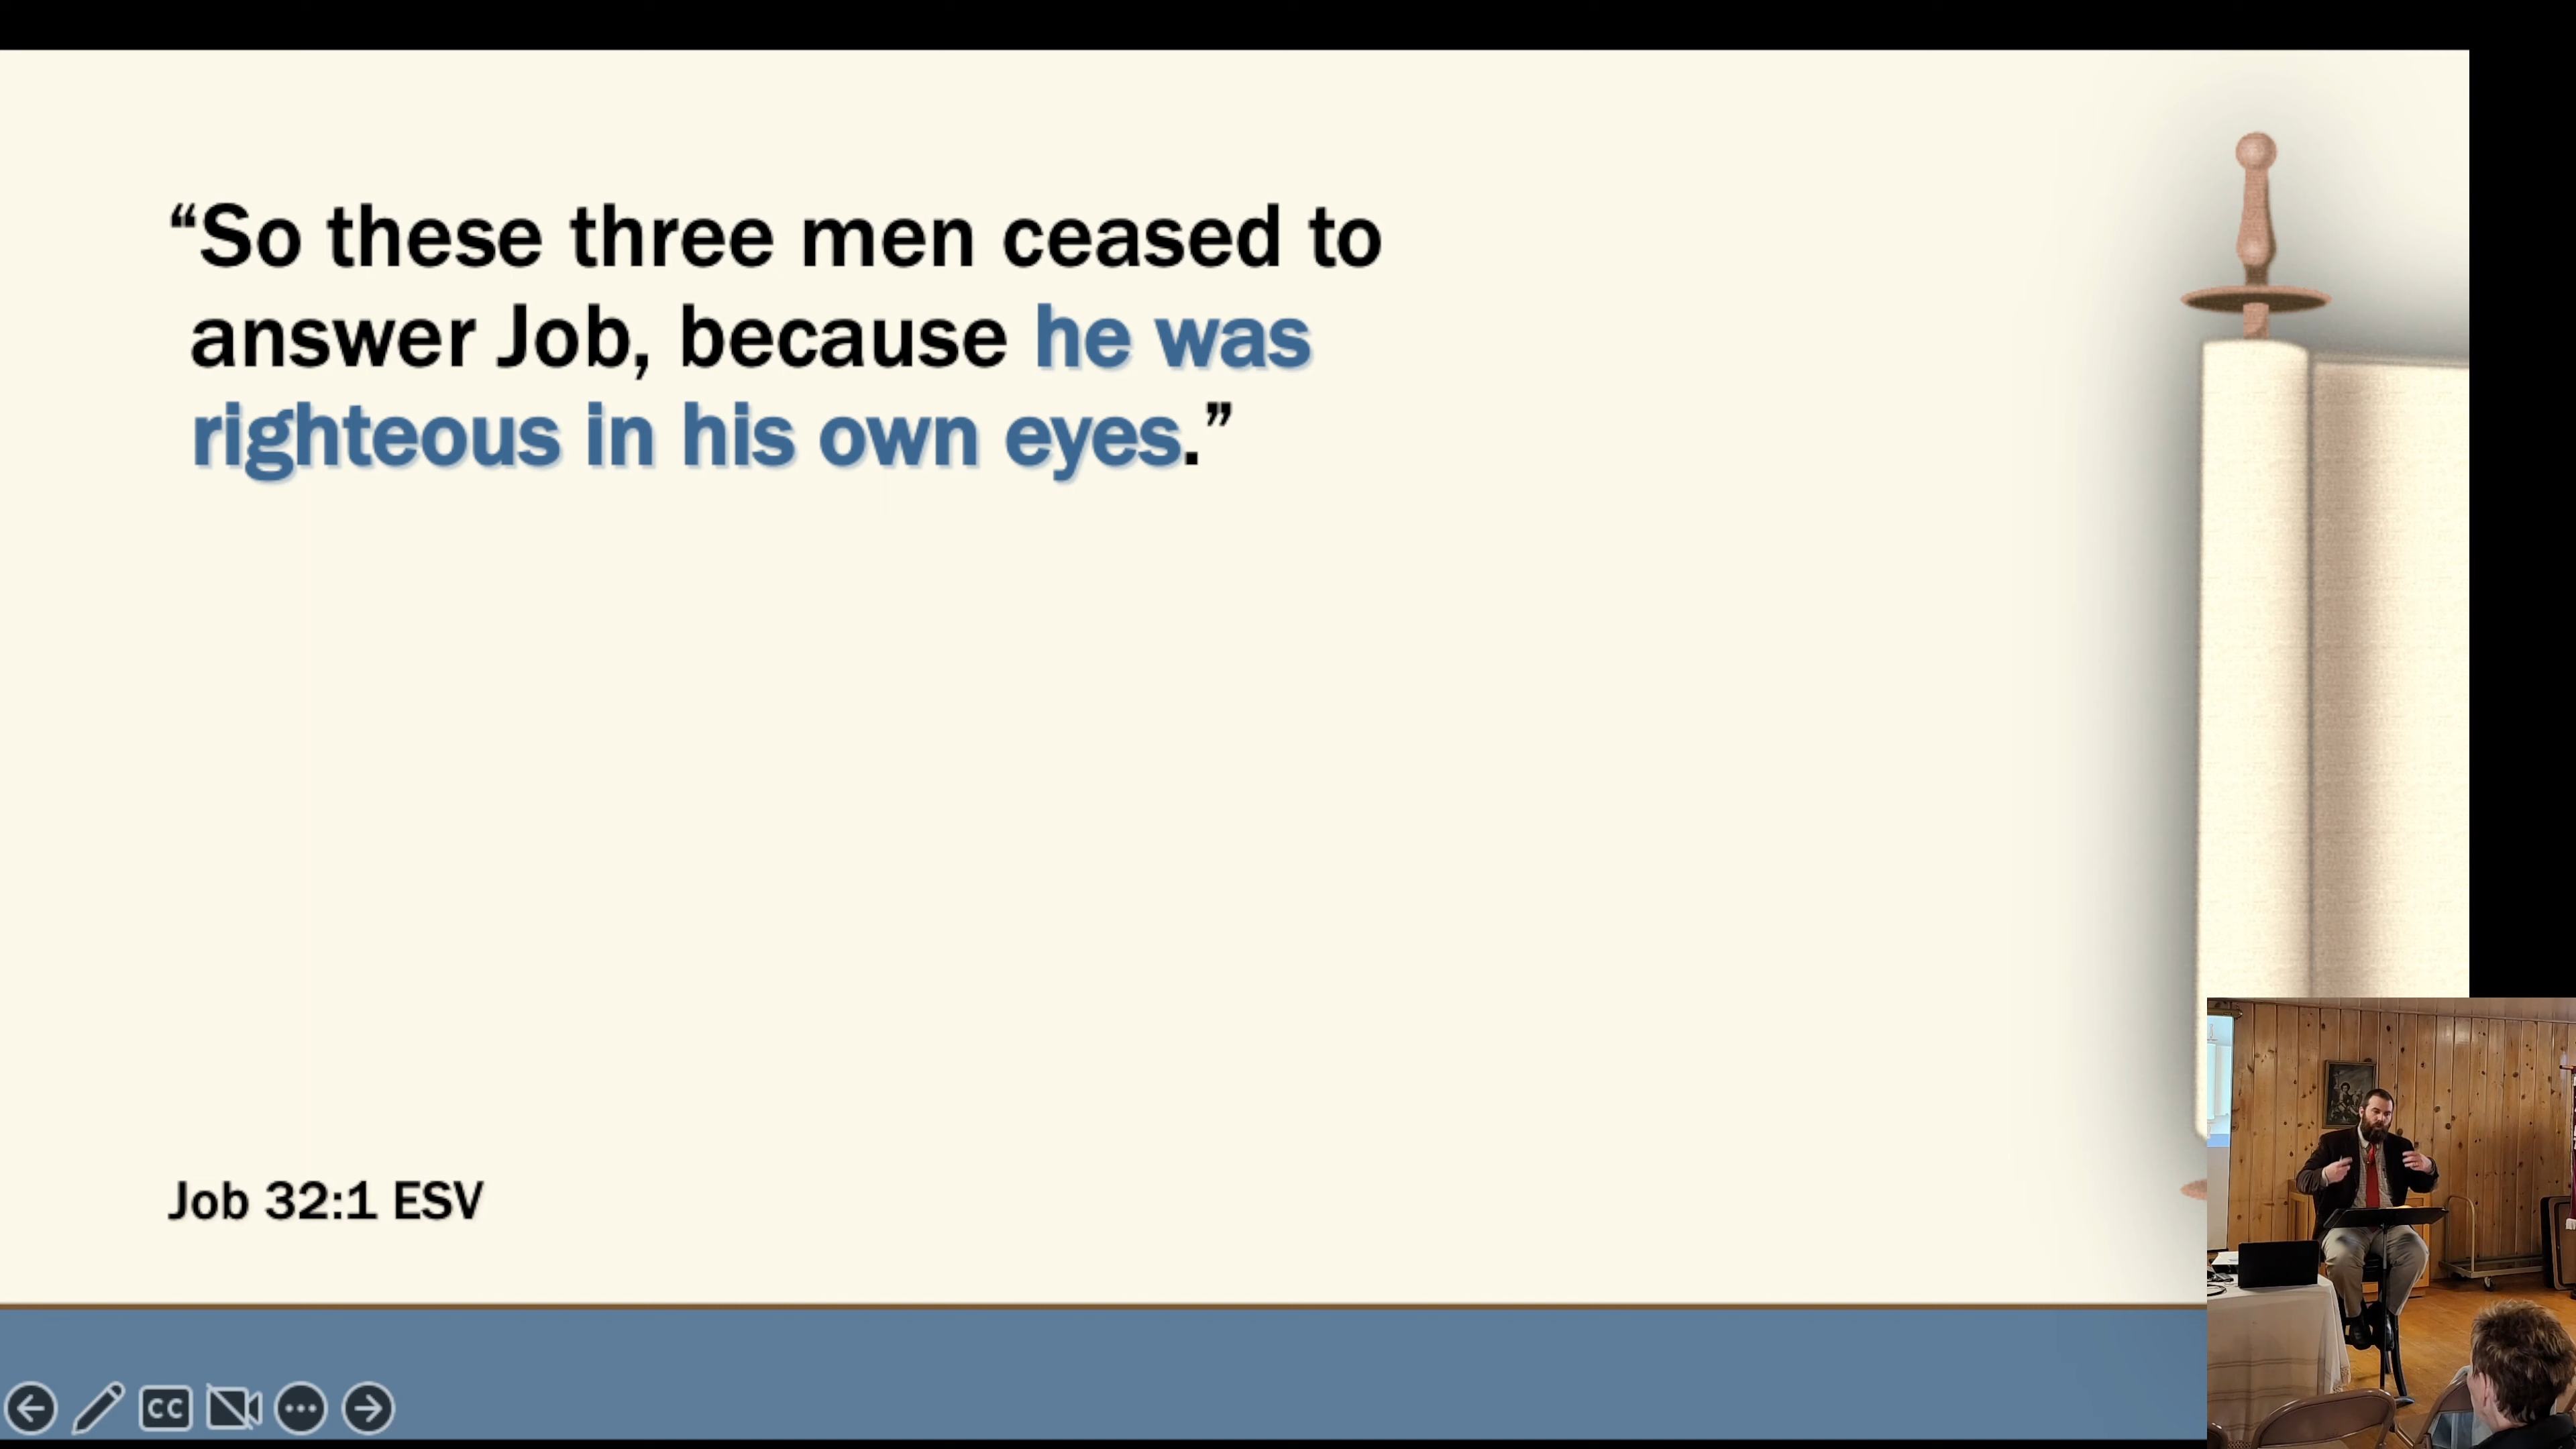 “So these three men ceased to
answer Job, because he was
righteous in his own eyes.”
Job 32:1 ESV
CC